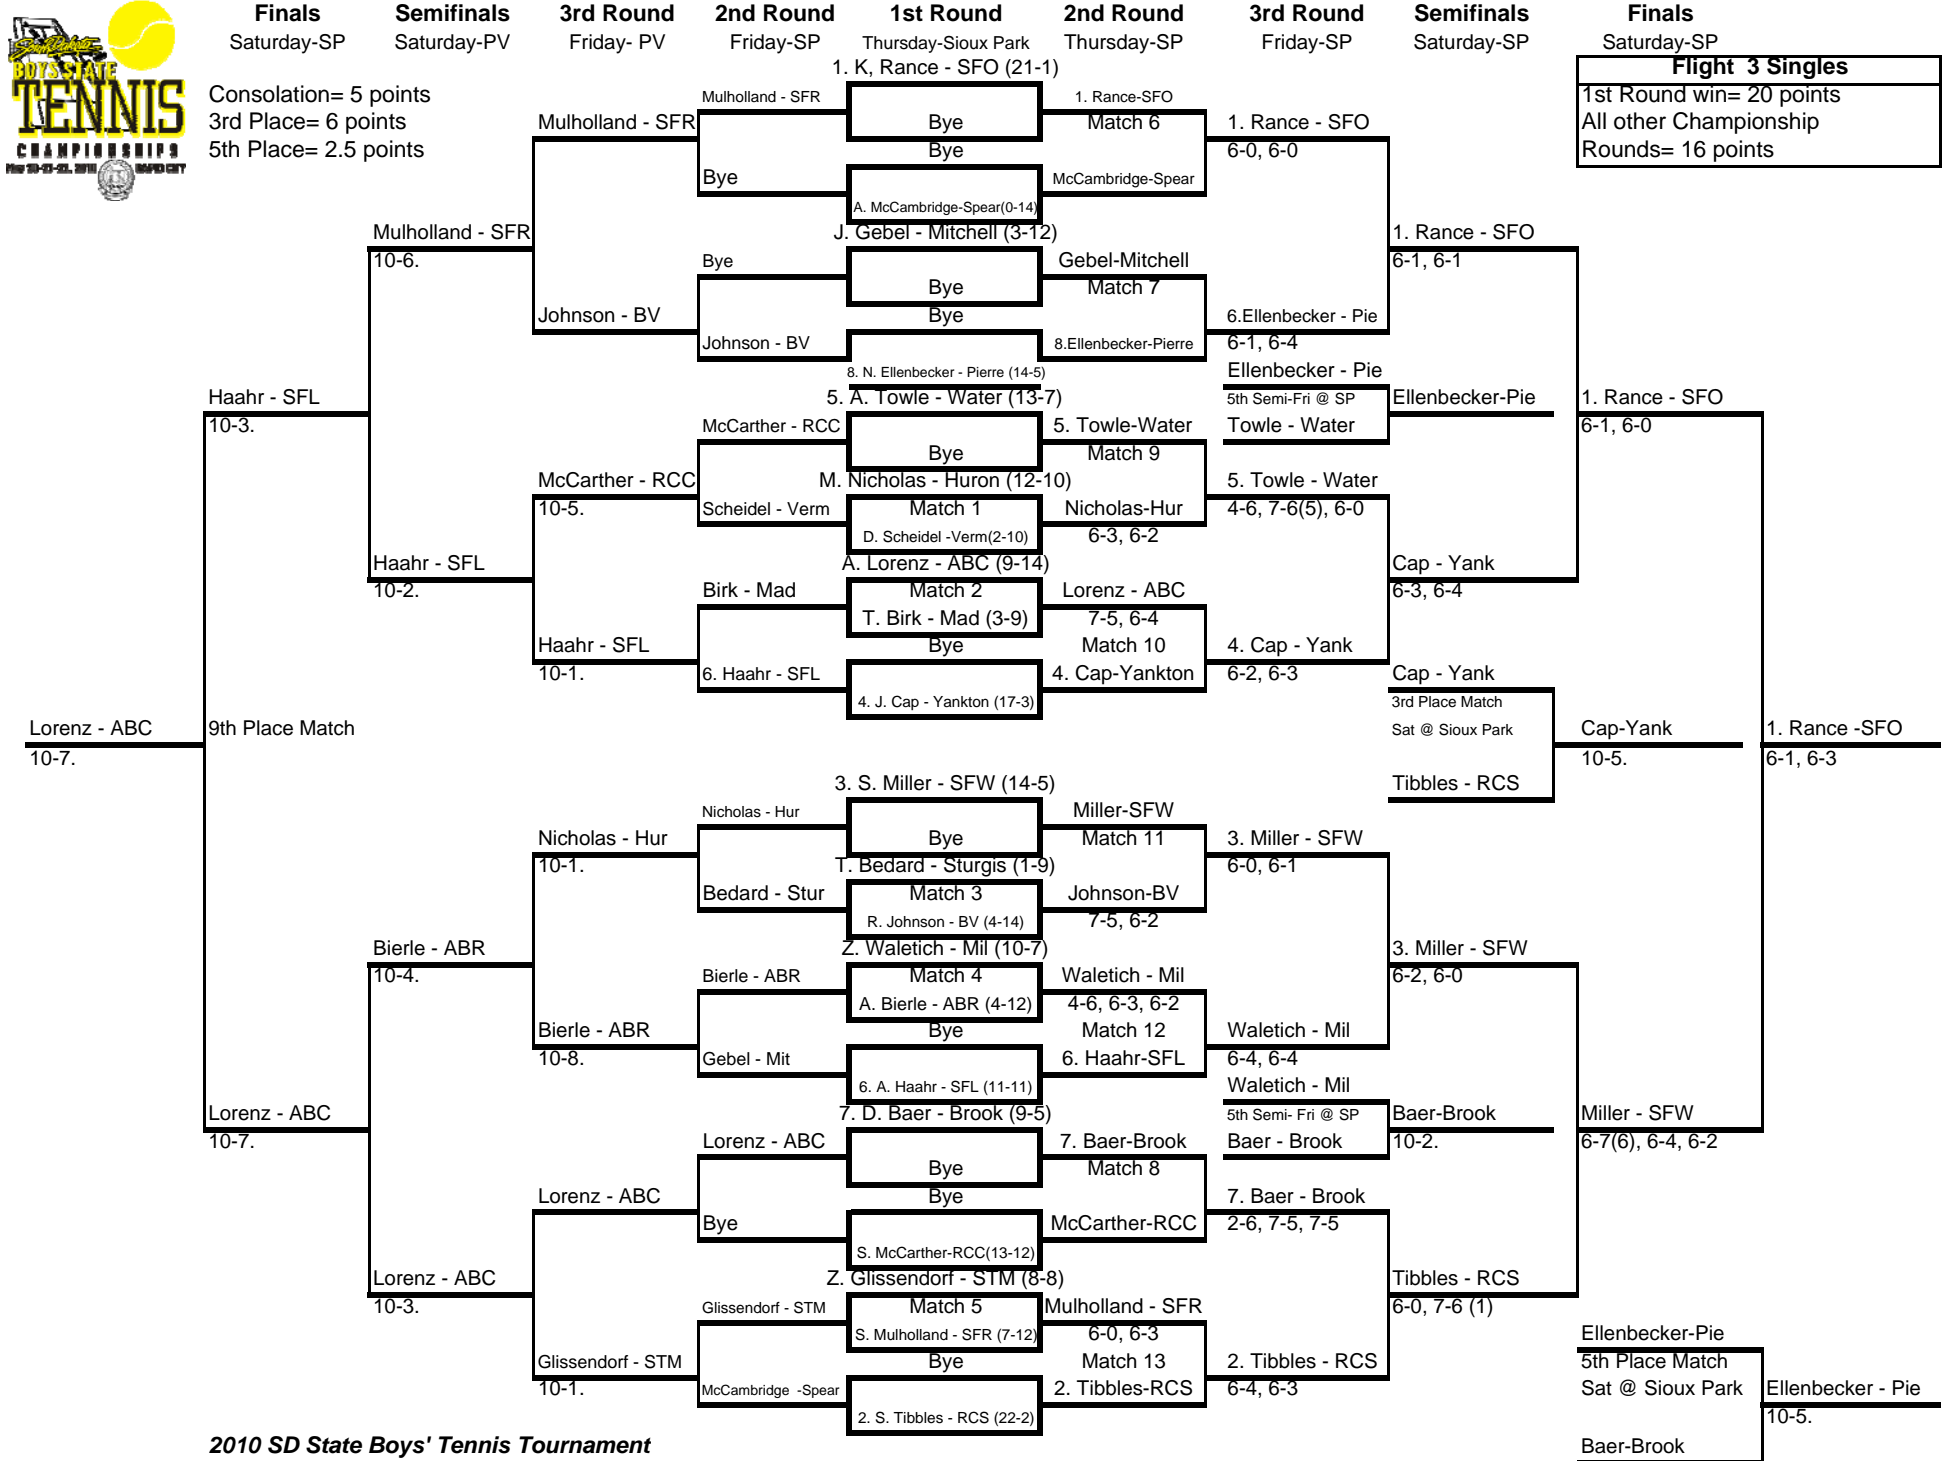 Finals Semifinals 3rd Round 2nd Round 1st Round 2nd Round 3rd Round Semifinals Finals
Saturday-SP Saturday-PV Friday- PV Friday-SP Thursday-Sioux Park Thursday-SP Friday-SP Saturday-SP Saturday-SP
South Dakota
BOYS STATE
TENNIS
CHAMPIONSHIPS
Consolation= 5 points
3rd Place= 6 points
5th Place= 2.5 points
Flight 3 Singles
1st Round win= 20 points
All other Championship
Rounds= 16 points
1. K, Rance - SFO (21-1)
Mulholland - SFR 1. Rance-SFO
Mulholland - SFR Bye Match 6 1. Rance - SFO
Bye 6-0, 6-0
Bye McCambridge-Spear
A. McCambridge-Spear(0-14)
Mulholland - SFR J. Gebel - Mitchell (3-12) 1. Rance - SFO
10-6. Bye Gebel-Mitchell 6-1, 6-1
Bye Match 7
Johnson - BV Bye 6.Ellenbecker - Pie
Johnson - BV 8.Ellenbecker-Pierre 6-1, 6-4
8. N. Ellenbecker - Pierre (14-5) Ellenbecker - Pie
Haahr - SFL 5. A. Towle - Water (13-7) 5th Semi-Fri @ SP Ellenbecker-Pie 1. Rance - SFO
10-3. McCarther - RCC 5. Towle-Water Towle - Water 6-1, 6-0
Bye Match 9
McCarther - RCC M. Nicholas - Huron (12-10) 5. Towle - Water
10-5. Scheidel - Verm Match 1 Nicholas-Hur 4-6, 7-6(5), 6-0
D. Scheidel -Verm(2-10) 6-3, 6-2
Haahr - SFL A. Lorenz - ABC (9-14) Cap - Yank
10-2. Birk - Mad Match 2 Lorenz - ABC 6-3, 6-4
T. Birk - Mad (3-9) 7-5, 6-4
Haahr - SFL Bye Match 10 4. Cap - Yank
10-1. 6. Haahr - SFL 4. Cap-Yankton 6-2, 6-3 Cap - Yank
4. J. Cap - Yankton (17-3) 3rd Place Match
Lorenz - ABC 9th Place Match Sat @ Sioux Park Cap-Yank 1. Rance -SFO
10-7. 10-5. 6-1, 6-3
3. S. Miller - SFW (14-5) Tibbles - RCS
Nicholas - Hur Miller-SFW
Nicholas - Hur Bye Match 11 3. Miller - SFW
10-1. T. Bedard - Sturgis (1-9) 6-0, 6-1
Bedard - Stur Match 3 Johnson-BV
R. Johnson - BV (4-14) 7-5, 6-2
Bierle - ABR Z. Waletich - Mil (10-7) 3. Miller - SFW
10-4. Bierle - ABR Match 4 Waletich - Mil 6-2, 6-0
A. Bierle - ABR (4-12) 4-6, 6-3, 6-2
Bierle - ABR Bye Match 12 Waletich - Mil
10-8. Gebel - Mit 6. Haahr-SFL 6-4, 6-4
6. A. Haahr - SFL (11-11) Waletich - Mil
Lorenz - ABC 7. D. Baer - Brook (9-5) 5th Semi- Fri @ SP Baer-Brook Miller - SFW
10-7. Lorenz - ABC 7. Baer-Brook Baer - Brook 10-2. 6-7(6), 6-4, 6-2
Bye Match 8
Lorenz - ABC Bye 7. Baer - Brook
Bye McCarther-RCC 2-6, 7-5, 7-5
S. McCarther-RCC(13-12)
Lorenz - ABC Z. Glissendorf - STM (8-8) Tibbles - RCS
10-3. Glissendorf - STM Match 5 Mulholland - SFR 6-0, 7-6 (1)
S. Mulholland - SFR (7-12) 6-0, 6-3 Ellenbecker-Pie
Glissendorf - STM Bye Match 13 2. Tibbles - RCS 5th Place Match
10-1. McCambridge -Spear 2. Tibbles-RCS 6-4, 6-3 Sat @ Sioux Park Ellenbecker - Pie
2. S. Tibbles - RCS (22-2) 10-5.
2010 SD State Boys' Tennis Tournament Baer-Brook